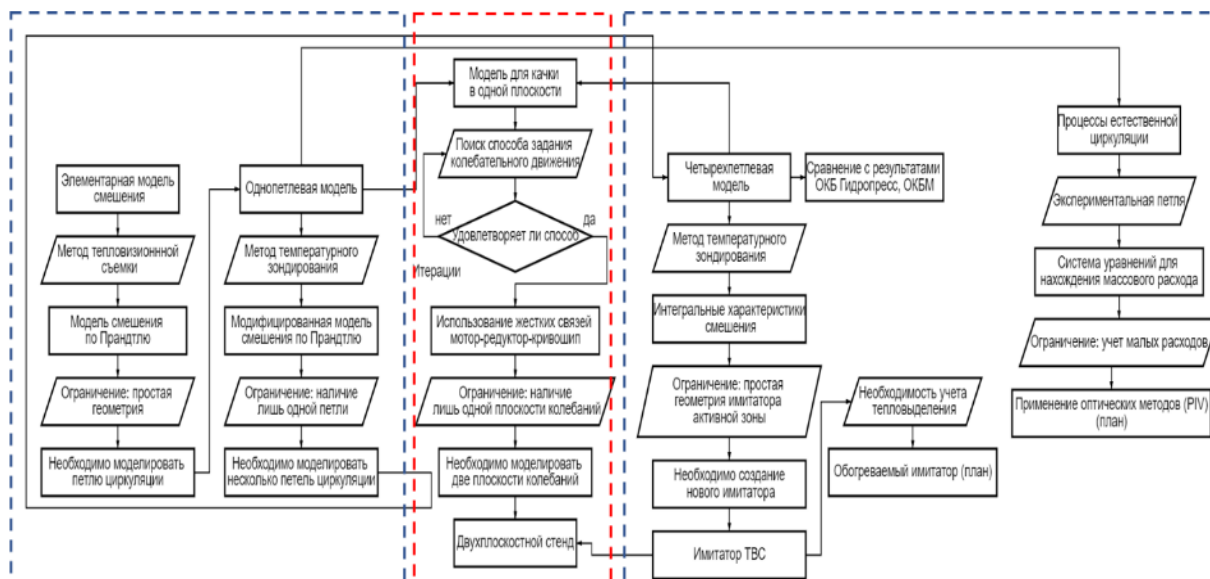 Элементарная модель
смешения
Метод тепловизионнной
съемки
Модель смешения
по Прандтлю
Ограничение: простая
геометрия
Необходимо моделировать
петлю циркуляции
Однопетлевая модель
Метод температурного
зондирования
Модифицированная модель
смешения по Прандтлю
Ограничение: наличие
лишь одной петли
Необходимо моделировать
несколько петель циркуляции
Модель для качки
в одной плоскости
Поиск способа задания
колебательного движения
нет
да
Удовлетворяет ли способ
Итерации
Использование жестких связей
мотор-редуктор-кривошип
Ограничение: наличие
лишь одной плоскости колебаний
Необходимо моделировать
две плоскости колебаний
Двухплоскостной стенд
Четырехпетлевая
модель
Сравнение с результатами
ОКБ Гидропресс, ОКБМ
Метод температурного
зондирования
Интегральные характеристики
смешения
Ограничение: простая
геометрия имитатора
активной зоны
Необходимо создание
нового имитатора
Имитатор ТВС
Необходимость учета
тепловыделения
Обогреваемый имитатор (план)
Процессы естественной
циркуляции
Экспериментальная петля
Система уравнений для
нахождения массового расхода
Ограничение: учет малых расходов
Применение оптических методов (PIV)
(план)